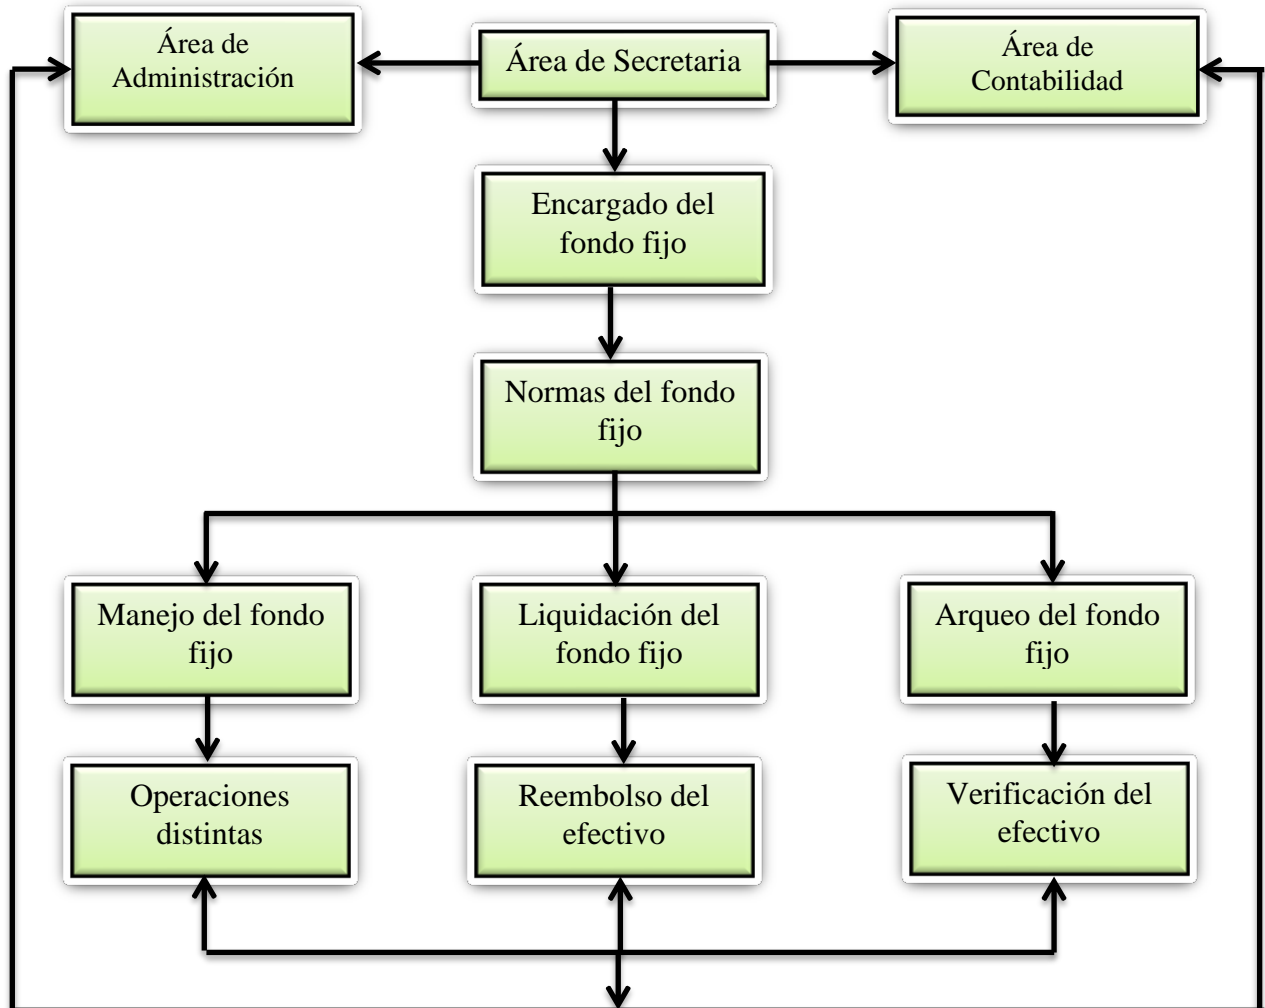 Área de
Administración
Área de Secretaria
Área de
Contabilidad
Encargado del
fondo fijo
Normas del fondo
fijo
Manejo del fondo
fijo
Liquidación del
fondo fijo
Arqueo del fondo
fijo
Operaciones
distintas
Reembolso del
efectivo
Verificación del
efectivo